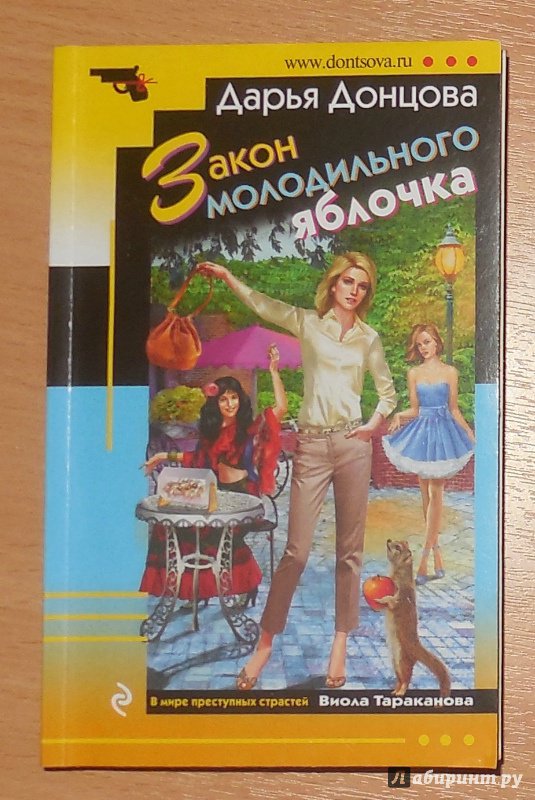 www.dontsova.ru
Дарья Донцова
Закон
молодильного
яблочка
В мире преступных страстей Виола Тараканова
Лабиринт.ру